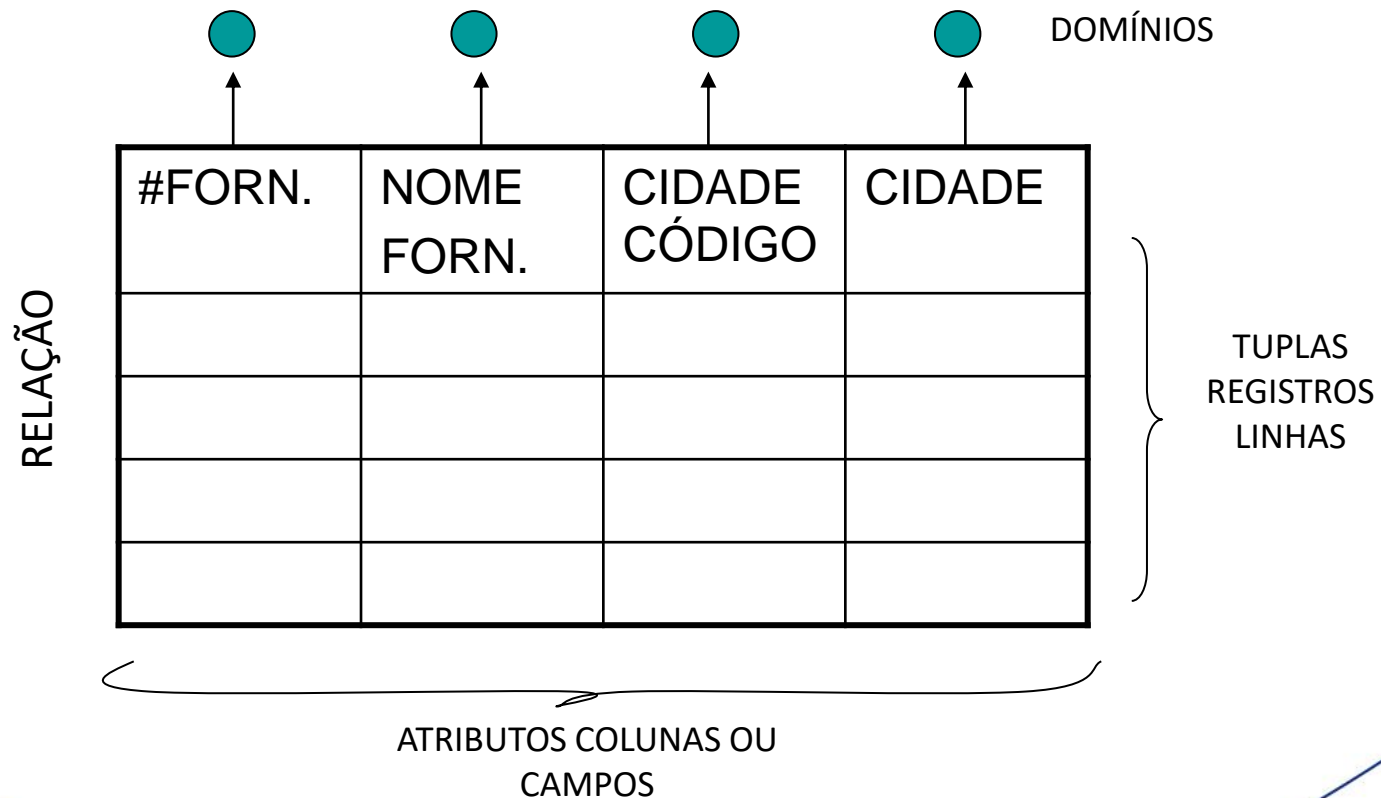 DOMÍNIOS
#FORN.
NOME
FORN.
CIDADE
CÓDIGO
CIDADE
RELAÇÃO
TUPLAS
REGISTROS
LINHAS
ATRIBUTOS COLUNAS OU
CAMPOS